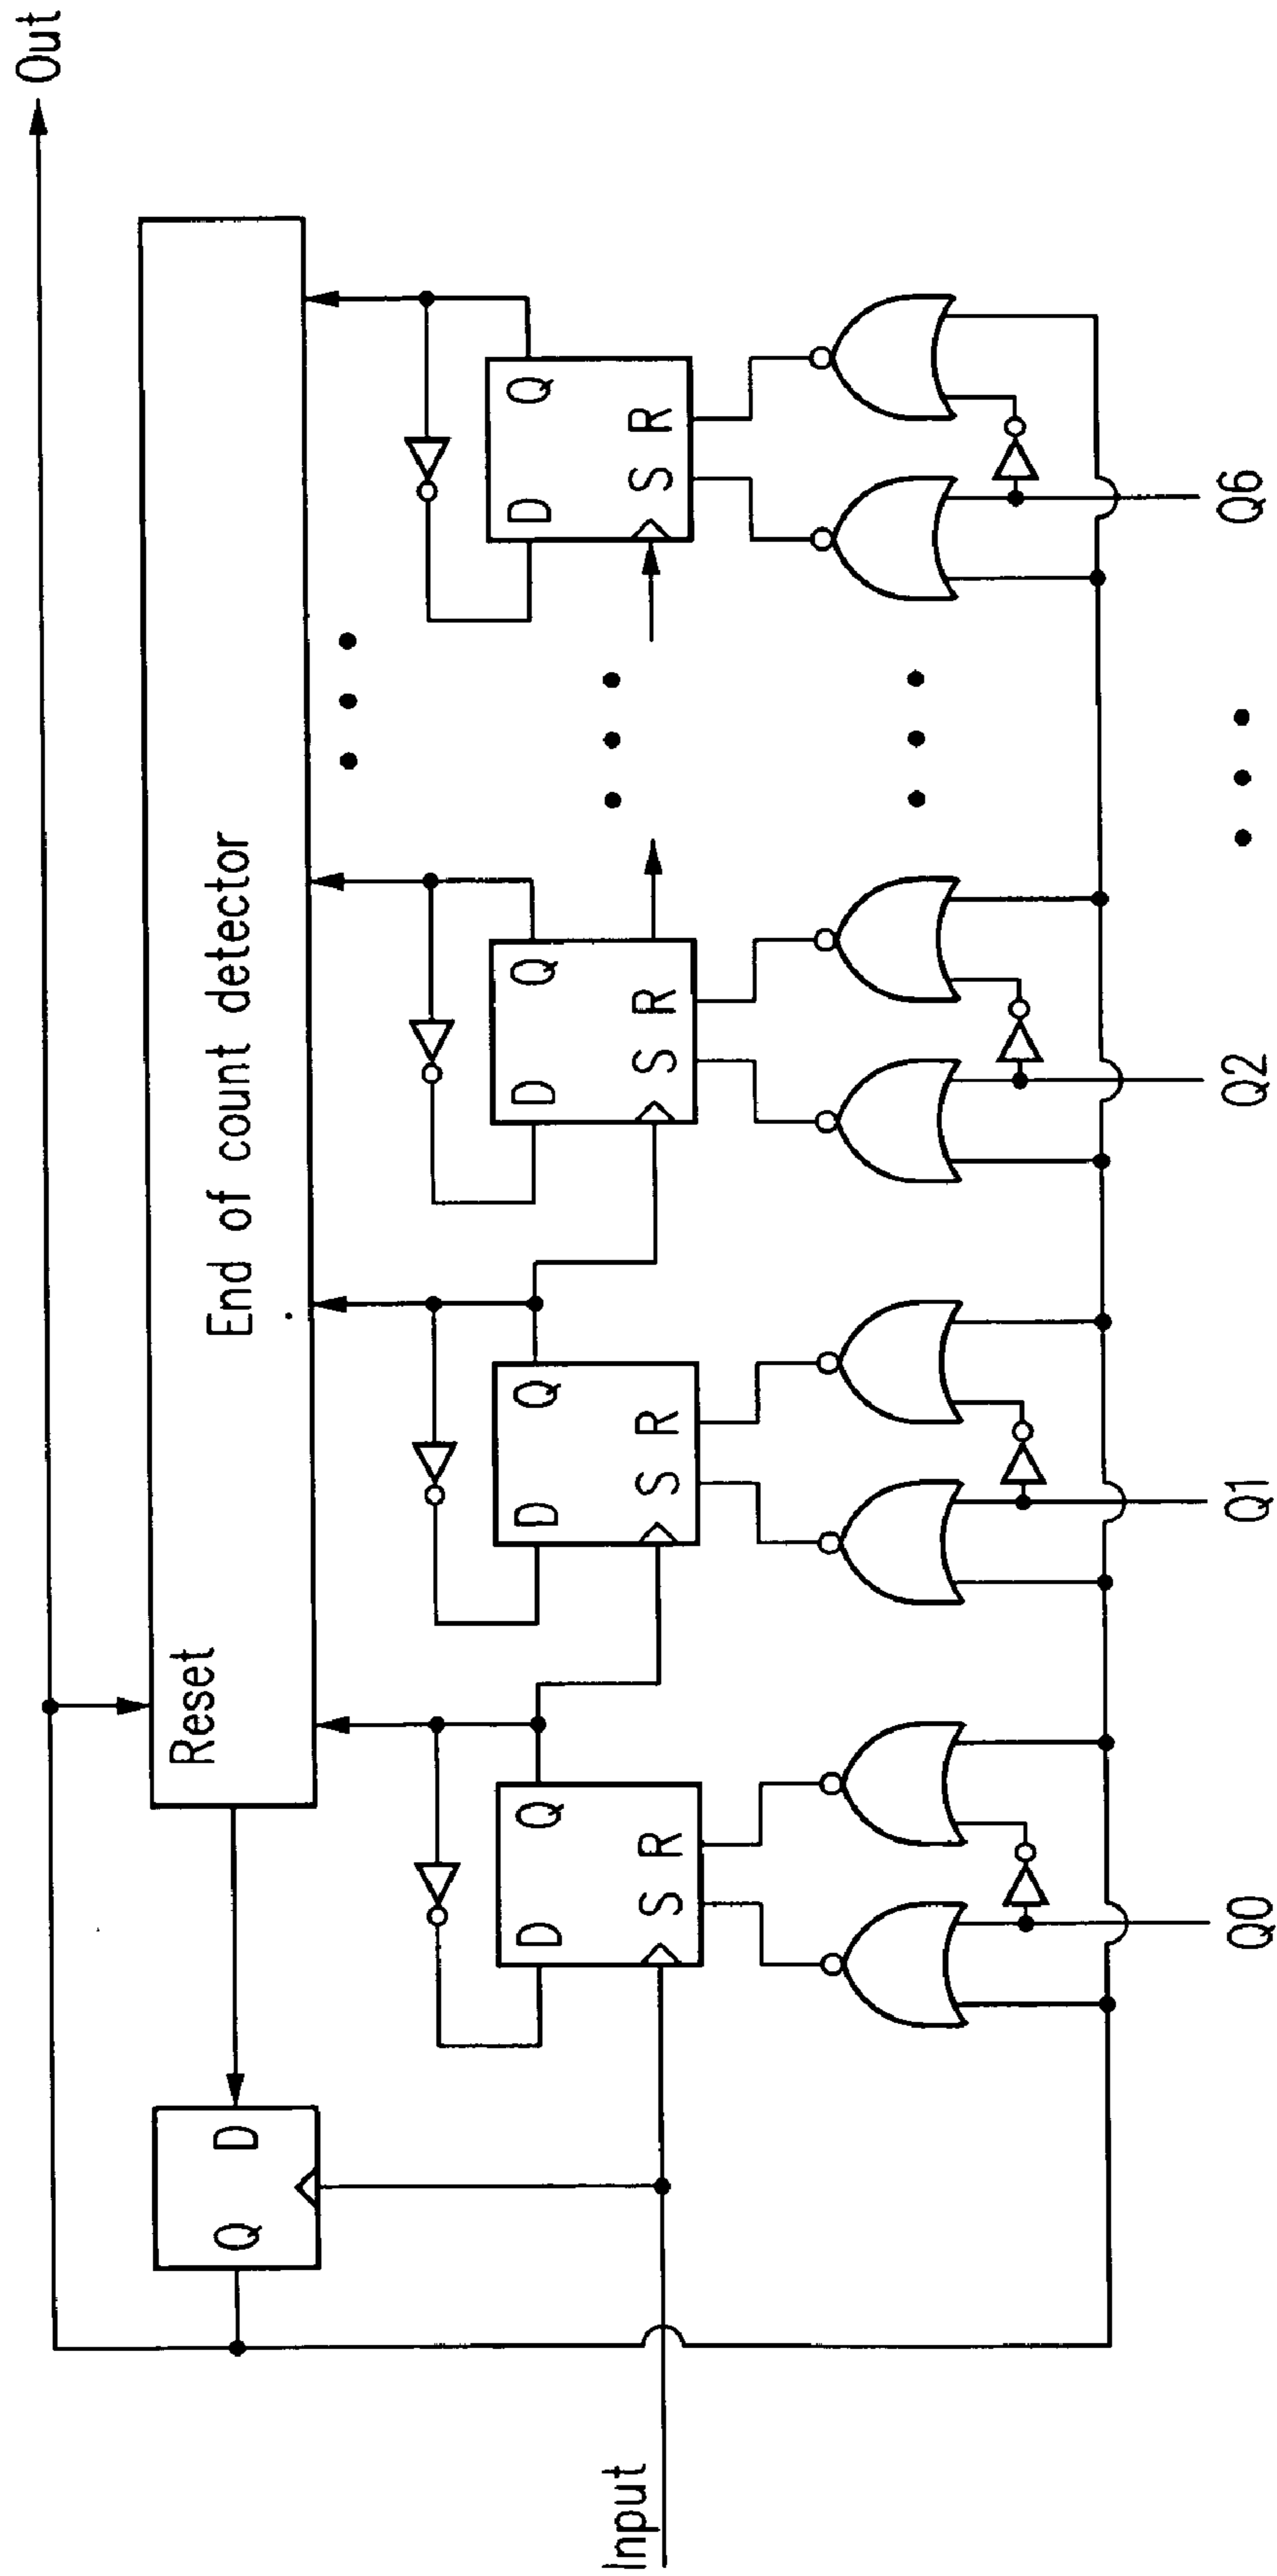 Out
Reset
End of count detector
Q D
D Q
S R
D Q
S R
D Q
S R
D Q
S R
Input
Q0
Q1
Q2
Q6